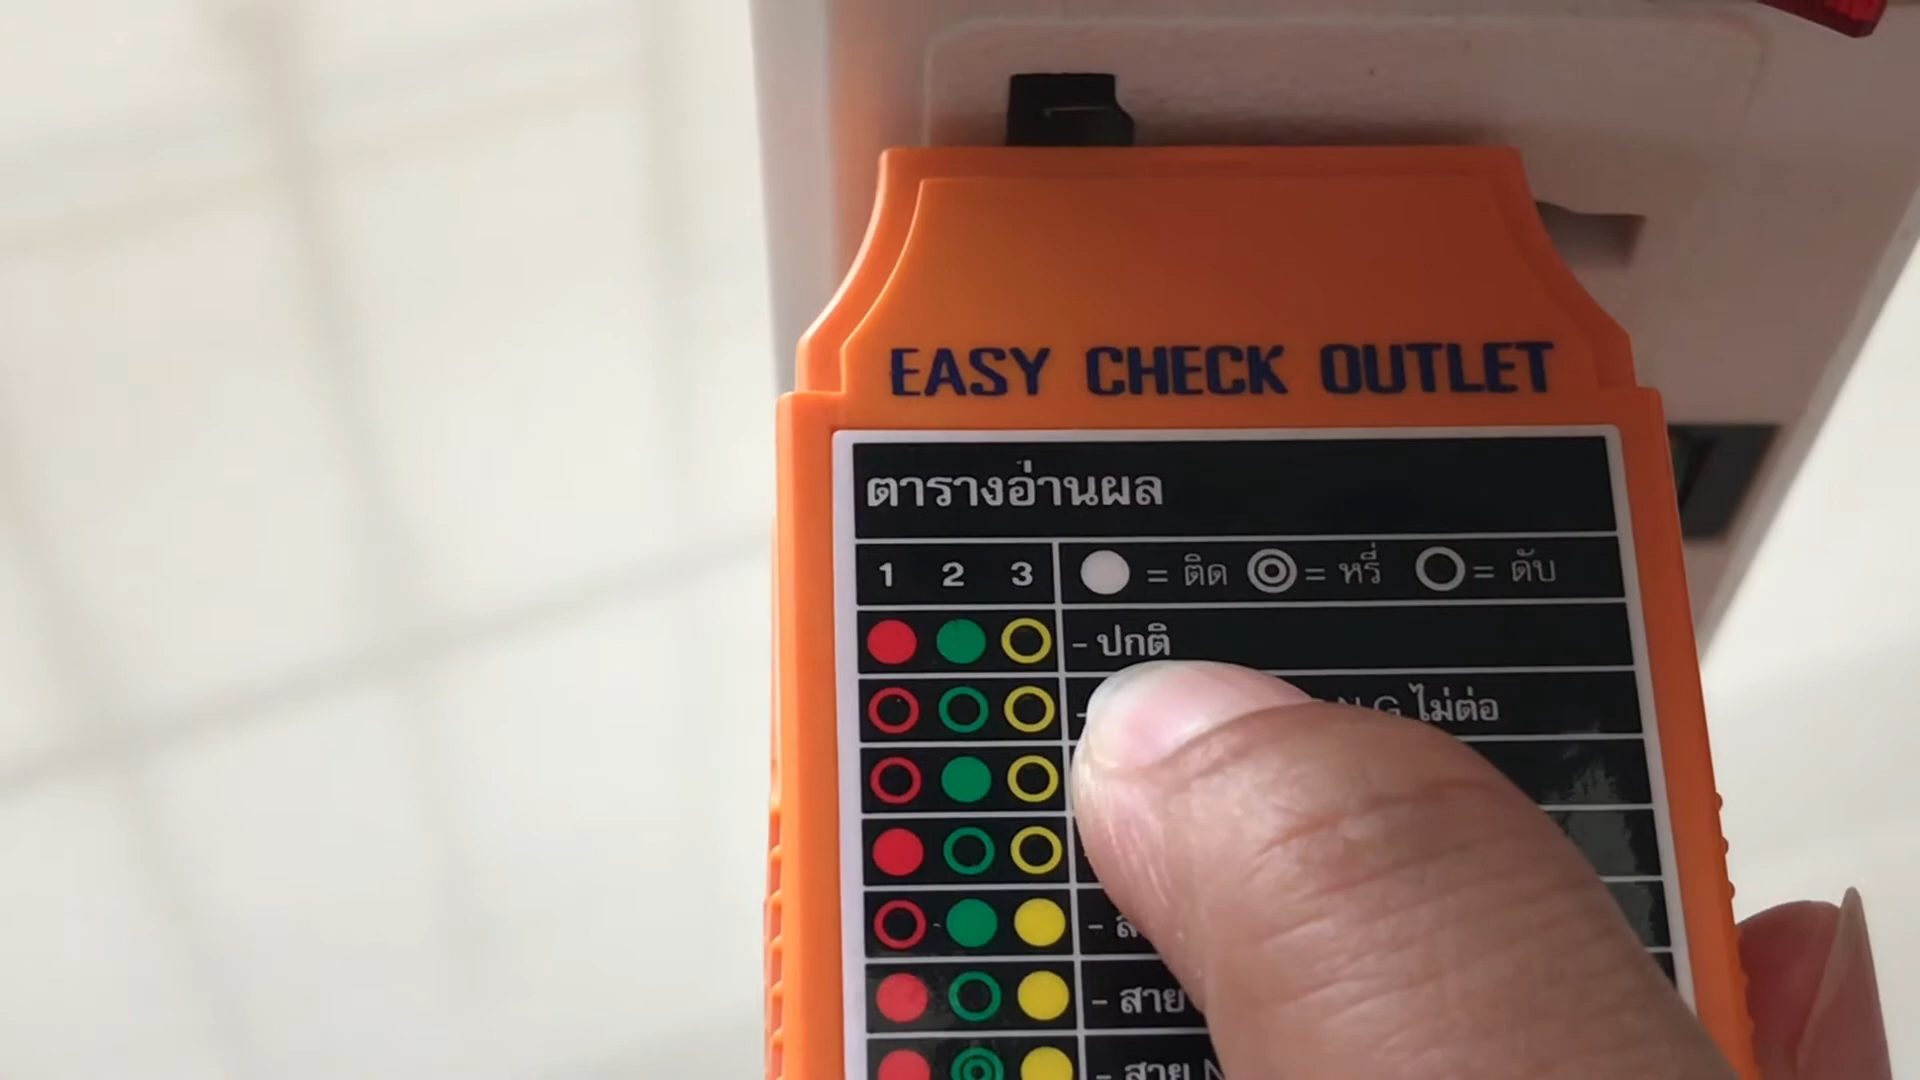 EASY CHECK OUTLET
ตารางอ่านผล
1 2 3 = ติด = หรี่ = ดับ
- ปกติ
- N G ไม่ต่อ
-
- สาย
- สาย N